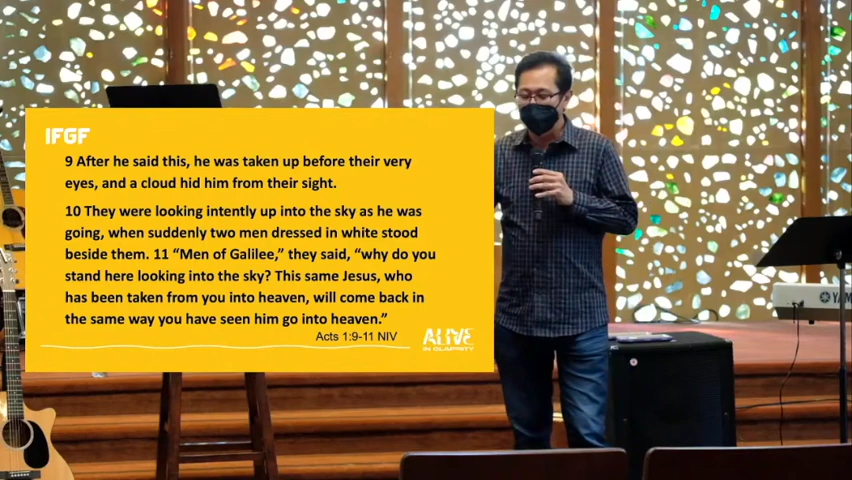 IFGF
9 After he said this, he was taken up before their very
eyes, and a cloud hid him from their sight.
10 They were looking intently up into the sky as he was
going, when suddenly two men dressed in white stood
beside them. 11 “Men of Galilee,” they said, “why do you
stand here looking into the sky? This same Jesus, who
has been taken from you into heaven, will come back in
the same way you have seen him go into heaven.”
Acts 1:9-11 NIV
ALIVE
YAM